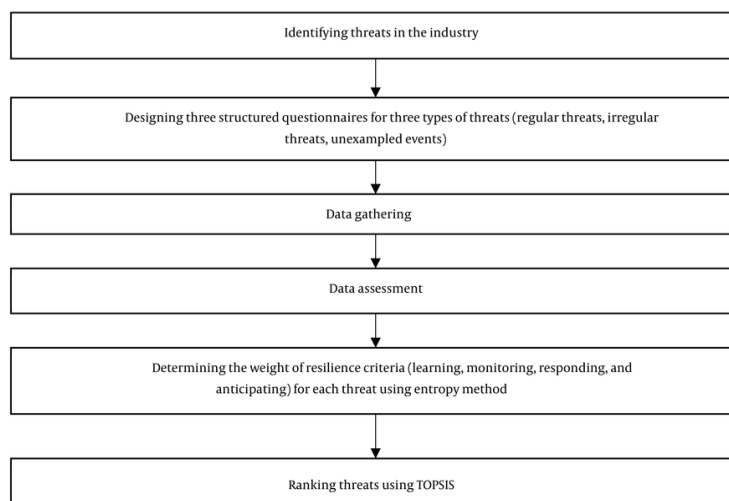 Identifying threats in the industry
Designing three structured questionnaires for three types of threats (regular threats, irregular
threats, unexampled events)
Data gathering
Data assessment
Determining the weight of resilience criteria (learning, monitoring, responding, and
anticipating) for each threat using entropy method
Ranking threats using TOPSIS